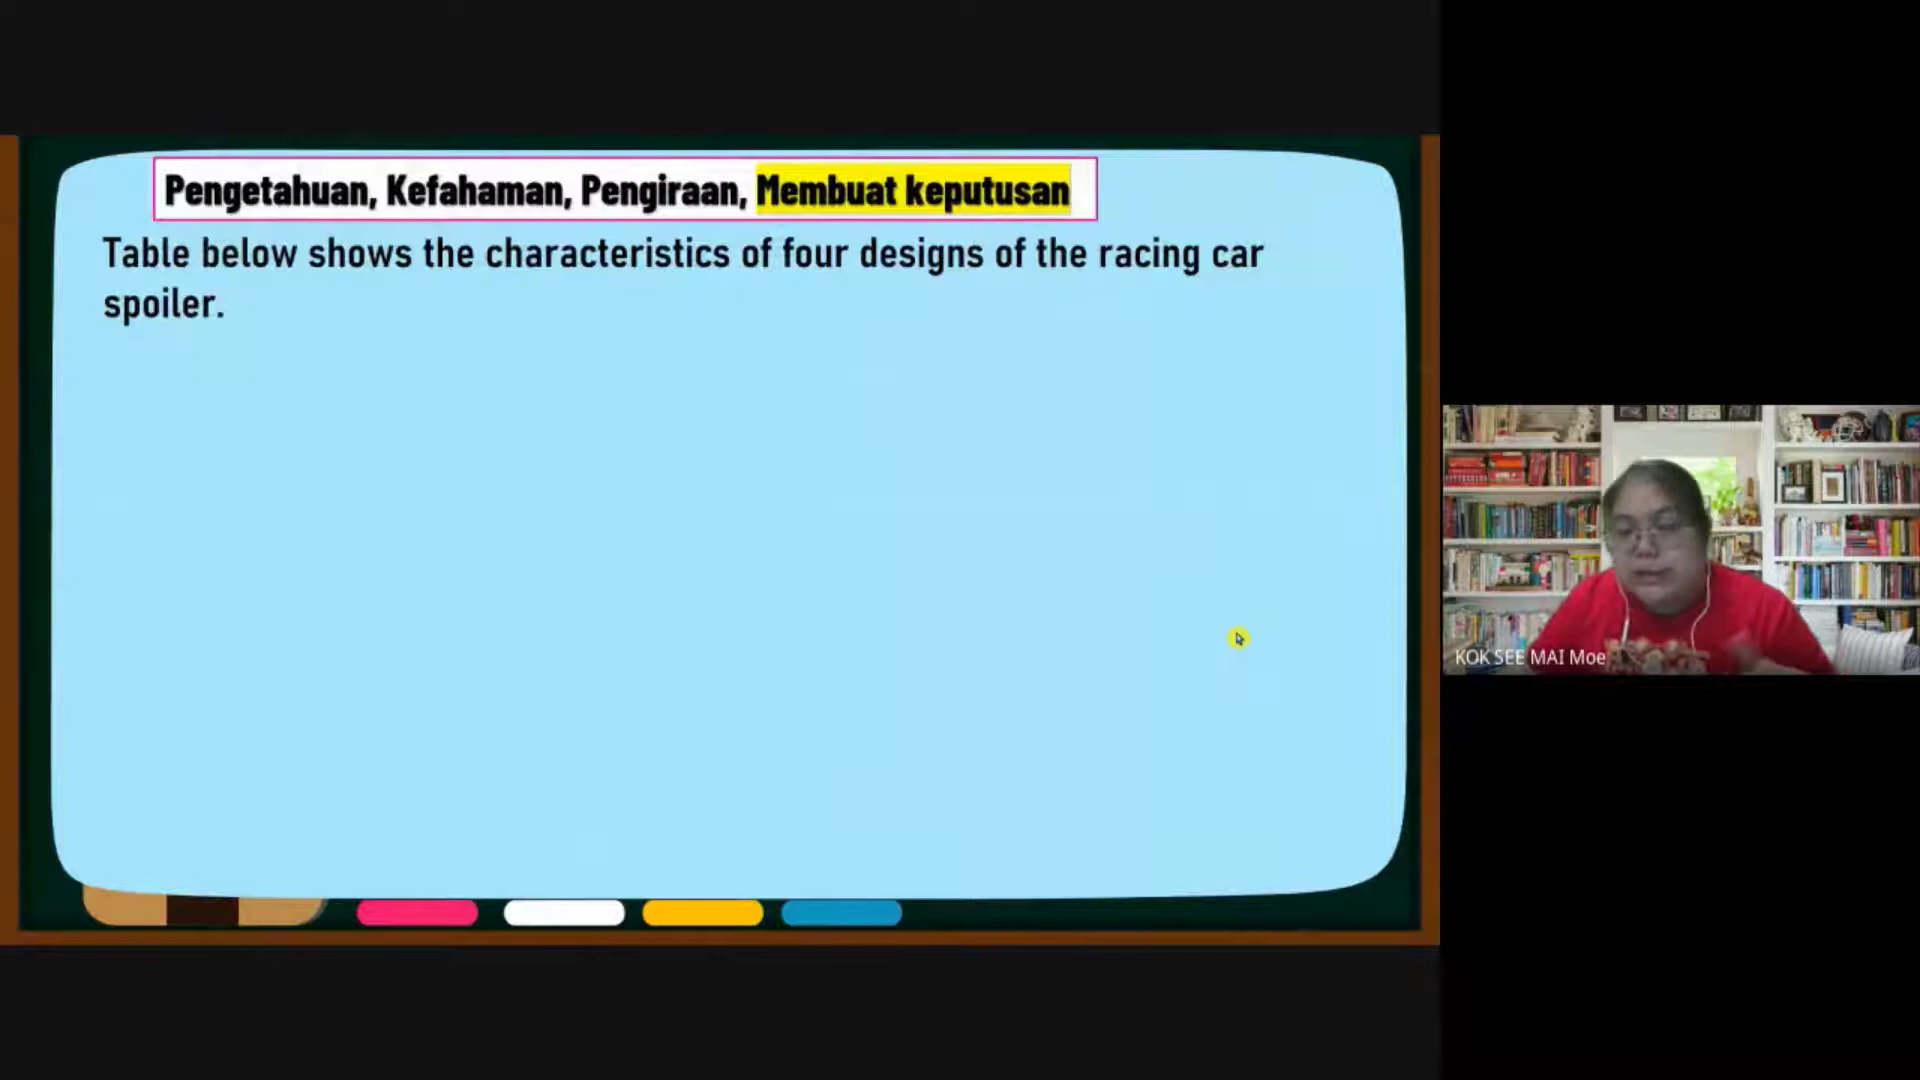 Pengetahuan, Kefahaman, Pengiraan, Membuat keputusan
Table below shows the characteristics of four designs of the racing car
spoiler.
KOK SEE MAI Moe